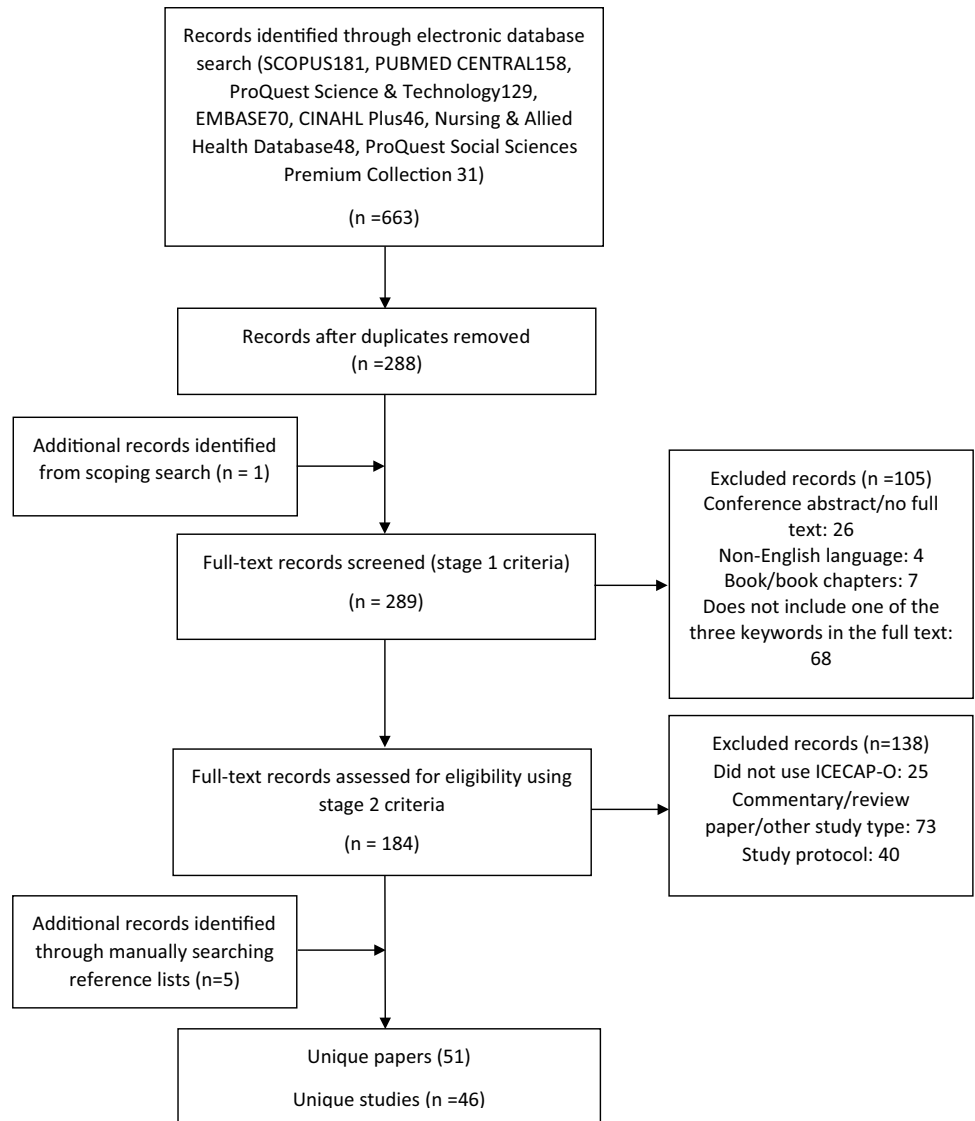 Records identified through electronic database
search (SCOPUS181, PUBMED CENTRAL158,
ProQuest Science & Technology129,
EMBASE70, CINAHL Plus46, Nursing & Allied
Health Database48, ProQuest Social Sciences
Premium Collection 31)
(n =663)
Records after duplicates removed
(n =288)
Additional records identified
from scoping search (n = 1)
Excluded records (n =105)
Conference abstract/no full
text: 26
Non-English language: 4
Book/book chapters: 7
Does not include one of the
three keywords in the full text:
68
Full-text records screened (stage 1 criteria)
(n = 289)
Full-text records assessed for eligibility using
stage 2 criteria
(n = 184)
Excluded records (n=138)
Did not use ICECAP-O: 25
Commentary/review
paper/other study type: 73
Study protocol: 40
Additional records identified
through manually searching
reference lists (n=5)
Unique papers (51)
Unique studies (n =46)